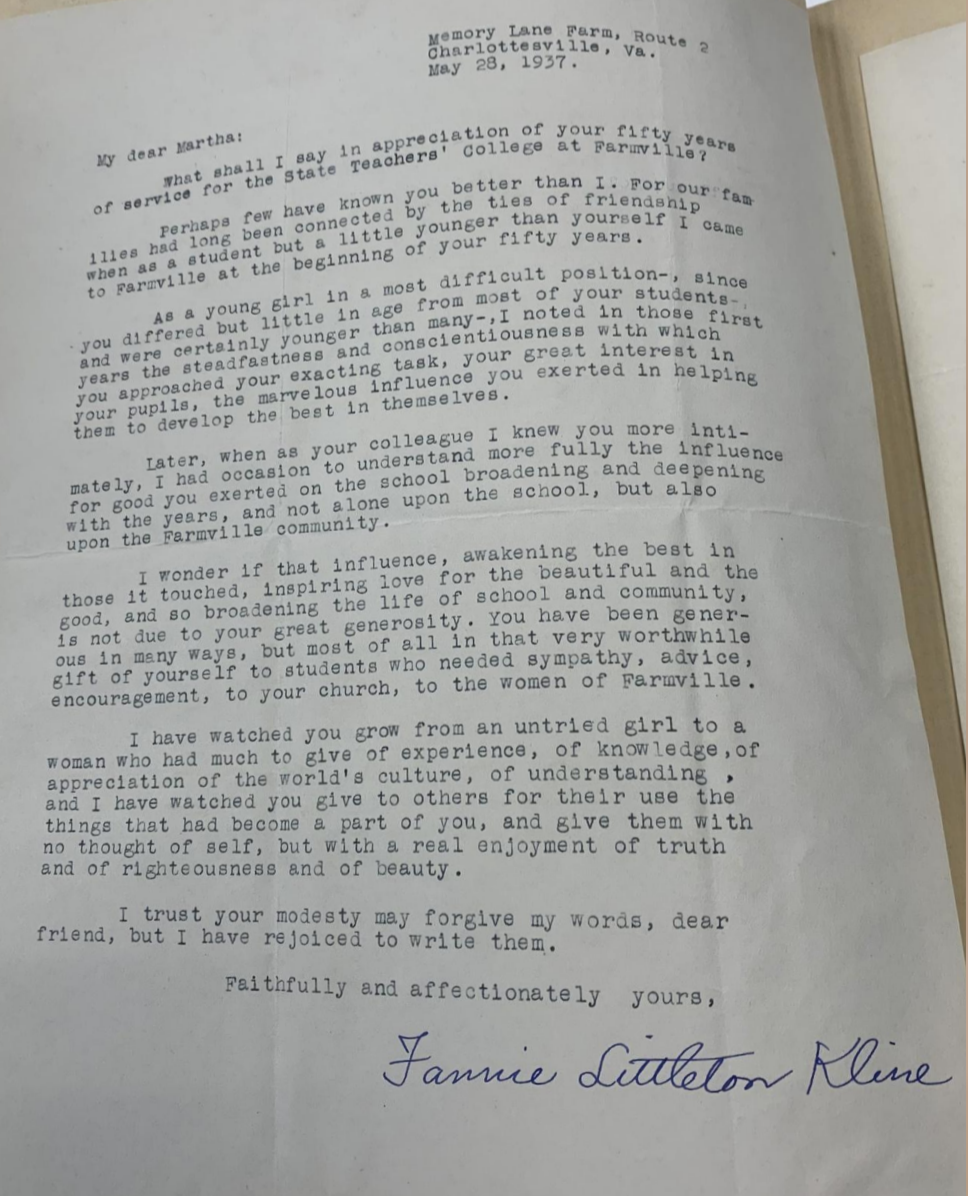 Memory Lane Farm, Route 2
Charlottesville, Va.
May 28, 1937.
My dear Martha:
What shall I say in appreciation of your fifty years
of service for the State Teachers' College at Farmville?
Perhaps few have known you better than I. For our fam-
ilies had long been connected by the ties of friendship
when as a student but a little younger than yourself I came
to Farmville at the beginning of your fifty years.
As a young girl in a most difficult position-, since
you differed but little in age from most of your students-
and were certainly younger than many-,I noted in those first
years the steadfastness and conscientiousness with which
you approached your exacting task, your great interest in
your pupils, the marvelous influence you exerted in helping
them to develop the best in themselves.
Later, when as your colleague I knew you more inti-
mately, I had occasion to understand more fully the influence
for good you exerted on the school broadening and deepening
with the years, and not alone upon the school, but also
upon the Farmville community.
I wonder if that influence, awakening the best in
those it touched, inspiring love for the beautiful and the
good, and so broadening the life of school and community,
is not due to your great generosity. You have been gener-
ous in many ways, but most of all in that very worthwhile
gift of yourself to students who needed sympathy, advice,
encouragement, to your church, to the women of Farmville.
I have watched you grow from an untried girl to a
woman who had much to give of experience, of knowledge,of
appreciation of the world's culture, of understanding ,
and I have watched you give to others for their use the
things that had become a part of you, and give them with
no thought of self, but with a real enjoyment of truth
and of righteousness and of beauty.
I trust your modesty may forgive my words, dear
friend, but I have rejoiced to write them.
Faithfully and affectionately yours,
Fannie Littleton Kline